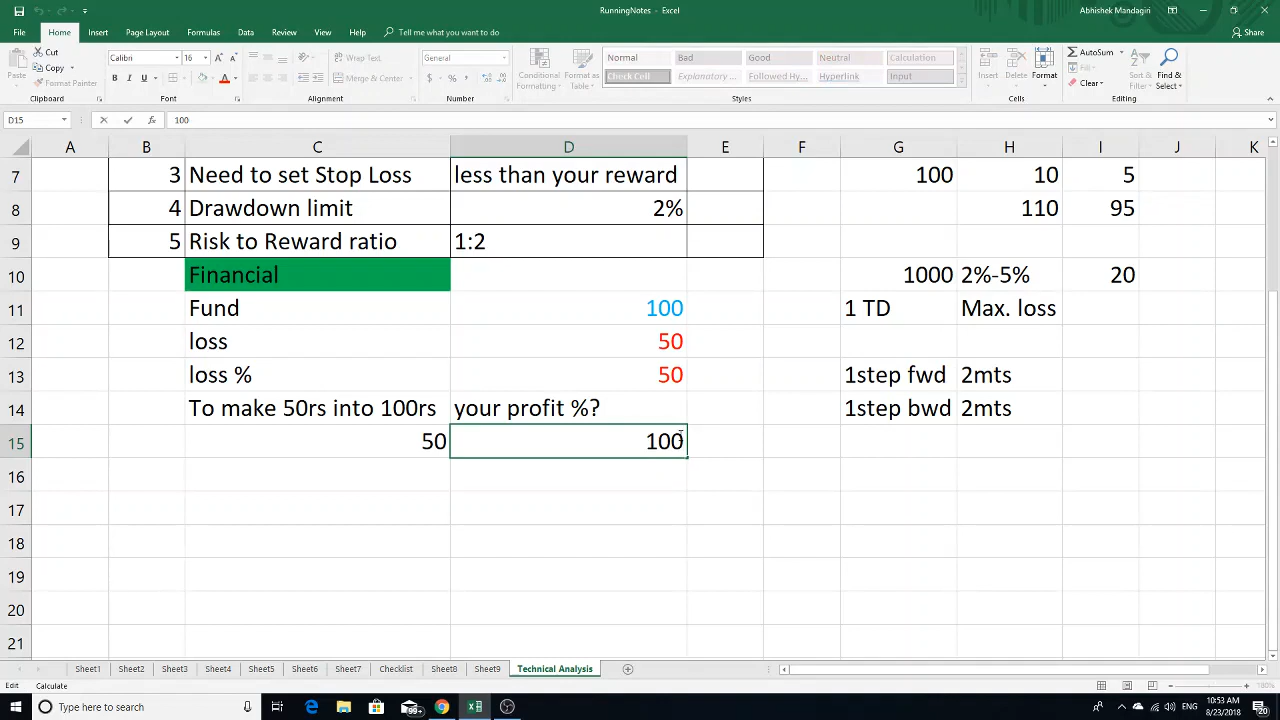 RunningNotes - Excel
Abhishek Mandagiri
File Home Insert Page Layout Formulas Data Review View Help Tell me what you want to do
Share
Paste
Cut
Copy
Format Painter
Clipboard
Calibri 16
B I U
Font
Wrap Text
Merge & Center
Alignment
General
Number
Conditional Formatting
Format as Table
Normal Bad Good Neutral Calculation
Check Cell Explanatory ... Followed Hy... Hyperlink Input
Styles
Insert Delete Format
Cells
AutoSum
Clear
Sort & Filter
Find & Select
Editing
D15 fx 100
A B C D E F G H I J K
7 3 Need to set Stop Loss less than your reward 100 10 5
8 4 Drawdown limit 2% 110 95
9 5 Risk to Reward ratio 1:2
10 Financial 1000 2%-5% 20
11 Fund 100 1 TD Max. loss
12 loss 50
13 loss % 50 1step fwd 2mts
14 To make 50rs into 100rs your profit %? 1step bwd 2mts
15 50 100
16
17
18
19
20
21
Sheet1 Sheet2 Sheet3 Sheet4 Sheet5 Sheet6 Sheet7 Checklist Sheet8 Sheet9 Technical Analysis
Edit Calculate 180%
Type here to search
99+
10:53 AM
8/23/2018
20